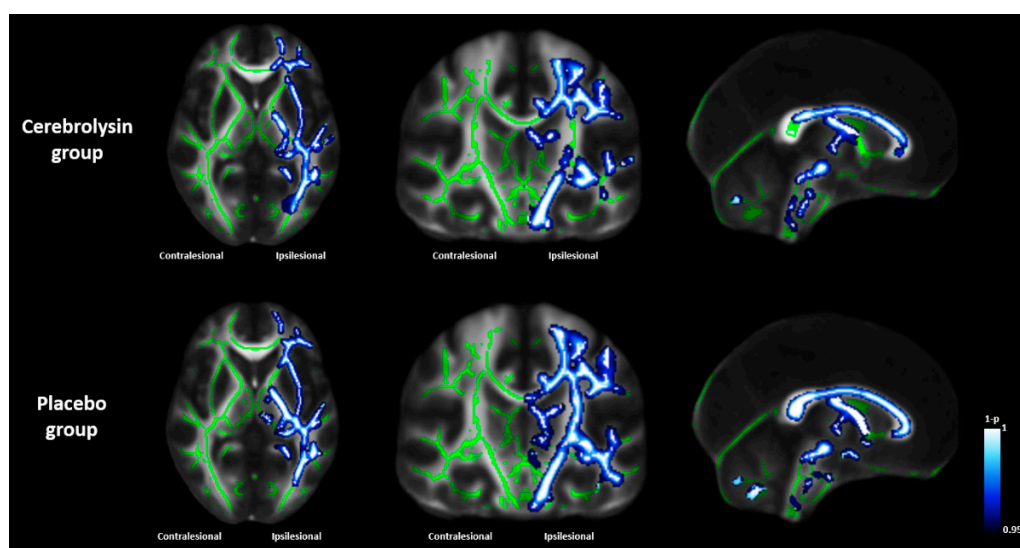 Cerebrolysin
group
Contralesional Ipsilesional
Contralesional Ipsilesional
Placebo
group
1-p
1
0.95
Contralesional Ipsilesional
Contralesional Ipsilesional